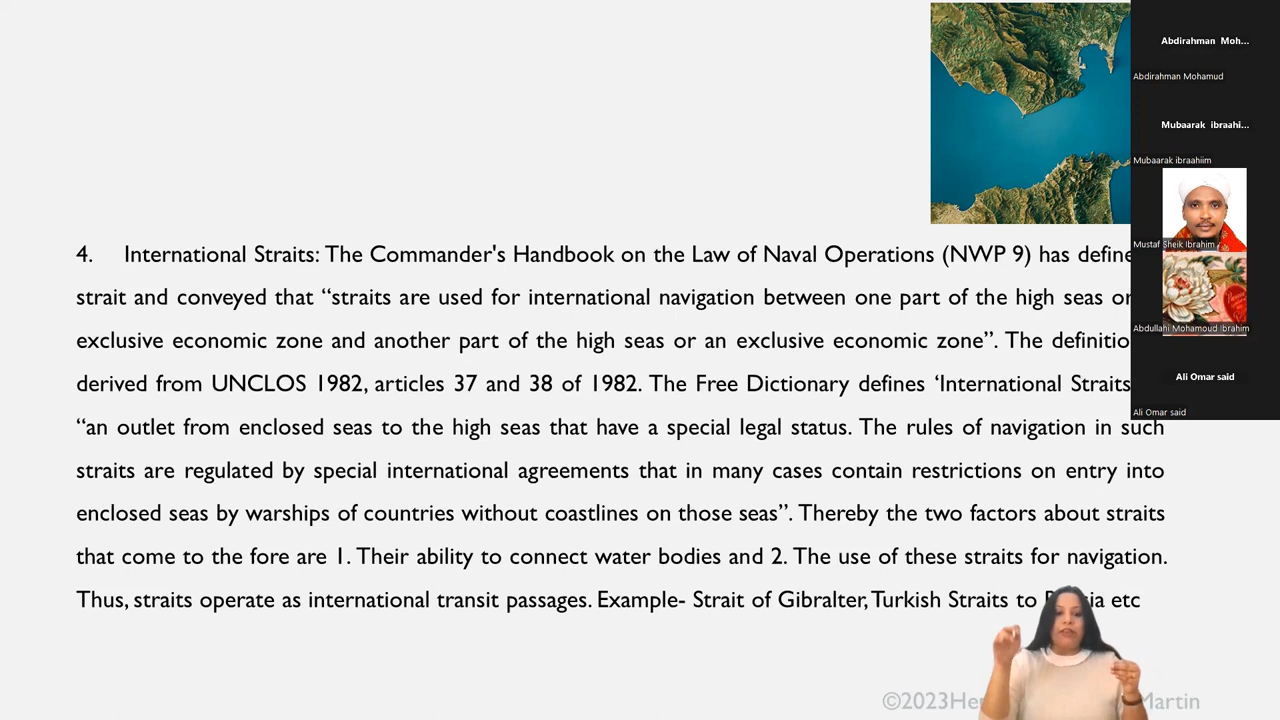 Abdirahman Moh...
Abdirahman Mohamud
Mubaarak ibraahi...
Mubaarak ibraahiim
Mustaf Sheik Ibrahim
Abdullahi Mohamoud Ibrahim
Ali Omar said
Ali Omar said
4. International Straits: The Commander's Handbook on the Law of Naval Operations (NWP 9) has define
strait and conveyed that “straits are used for international navigation between one part of the high seas or
exclusive economic zone and another part of the high seas or an exclusive economic zone”. The definitio
derived from UNCLOS 1982, articles 37 and 38 of 1982. The Free Dictionary defines ‘International Straits
“an outlet from enclosed seas to the high seas that have a special legal status. The rules of navigation in such
straits are regulated by special international agreements that in many cases contain restrictions on entry into
enclosed seas by warships of countries without coastlines on those seas”. Thereby the two factors about straits
that come to the fore are 1. Their ability to connect water bodies and 2. The use of these straits for navigation.
Thus, straits operate as international transit passages. Example- Strait of Gibralter, Turkish Straits to etc
©2023 Martin